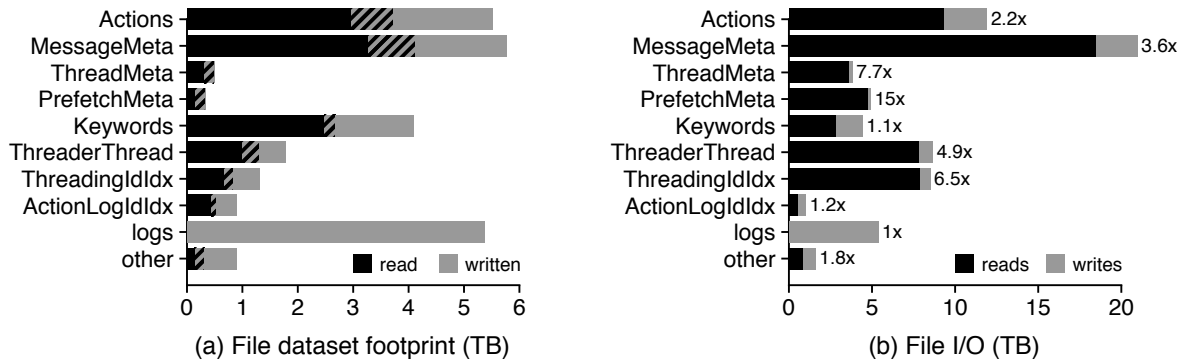 Actions
MessageMeta
ThreadMeta
PrefetchMeta
Keywords
ThreaderThread
ThreadingIdIdx
ActionLogIdIdx
logs
other
read written
0 1 2 3 4 5 6
(a) File dataset footprint (TB)
Actions 2.2x
MessageMeta 3.6x
ThreadMeta 7.7x
PrefetchMeta 15x
Keywords 1.1x
ThreaderThread 4.9x
ThreadingIdIdx 6.5x
ActionLogIdIdx 1.2x
logs 1x
other 1.8x
reads writes
0 5 10 15 20
(b) File I/O (TB)